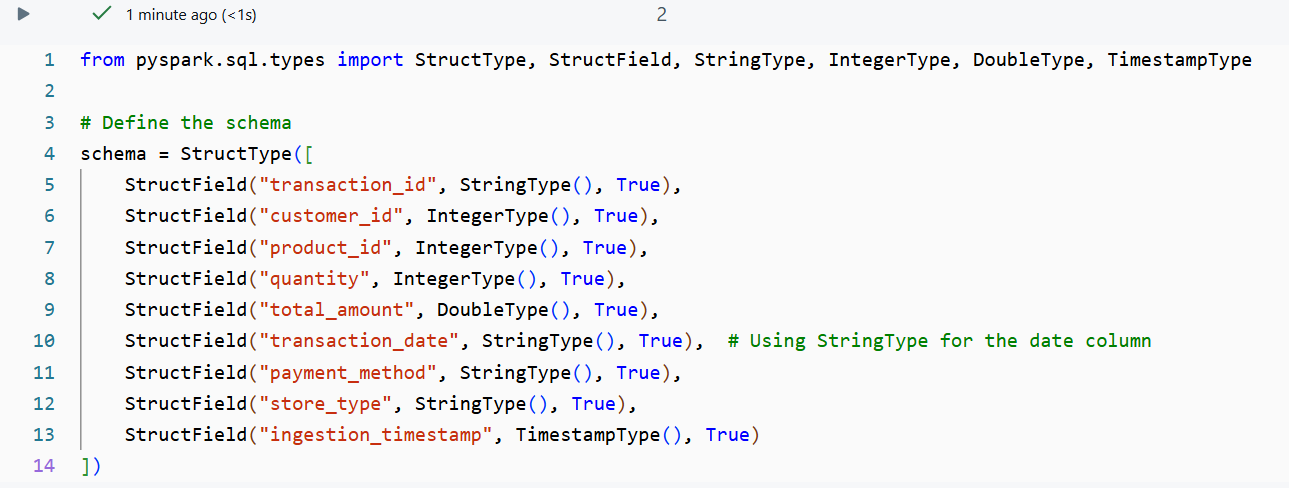 1 minute ago (<1s) 2
1 from pyspark.sql.types import StructType, StructField, StringType, IntegerType, DoubleType, TimestampType
2
3 # Define the schema
4 schema = StructType([
5     StructField("transaction_id", StringType(), True),
6     StructField("customer_id", IntegerType(), True),
7     StructField("product_id", IntegerType(), True),
8     StructField("quantity", IntegerType(), True),
9     StructField("total_amount", DoubleType(), True),
10     StructField("transaction_date", StringType(), True),  # Using StringType for the date column
11     StructField("payment_method", StringType(), True),
12     StructField("store_type", StringType(), True),
13     StructField("ingestion_timestamp", TimestampType(), True)
14 ])